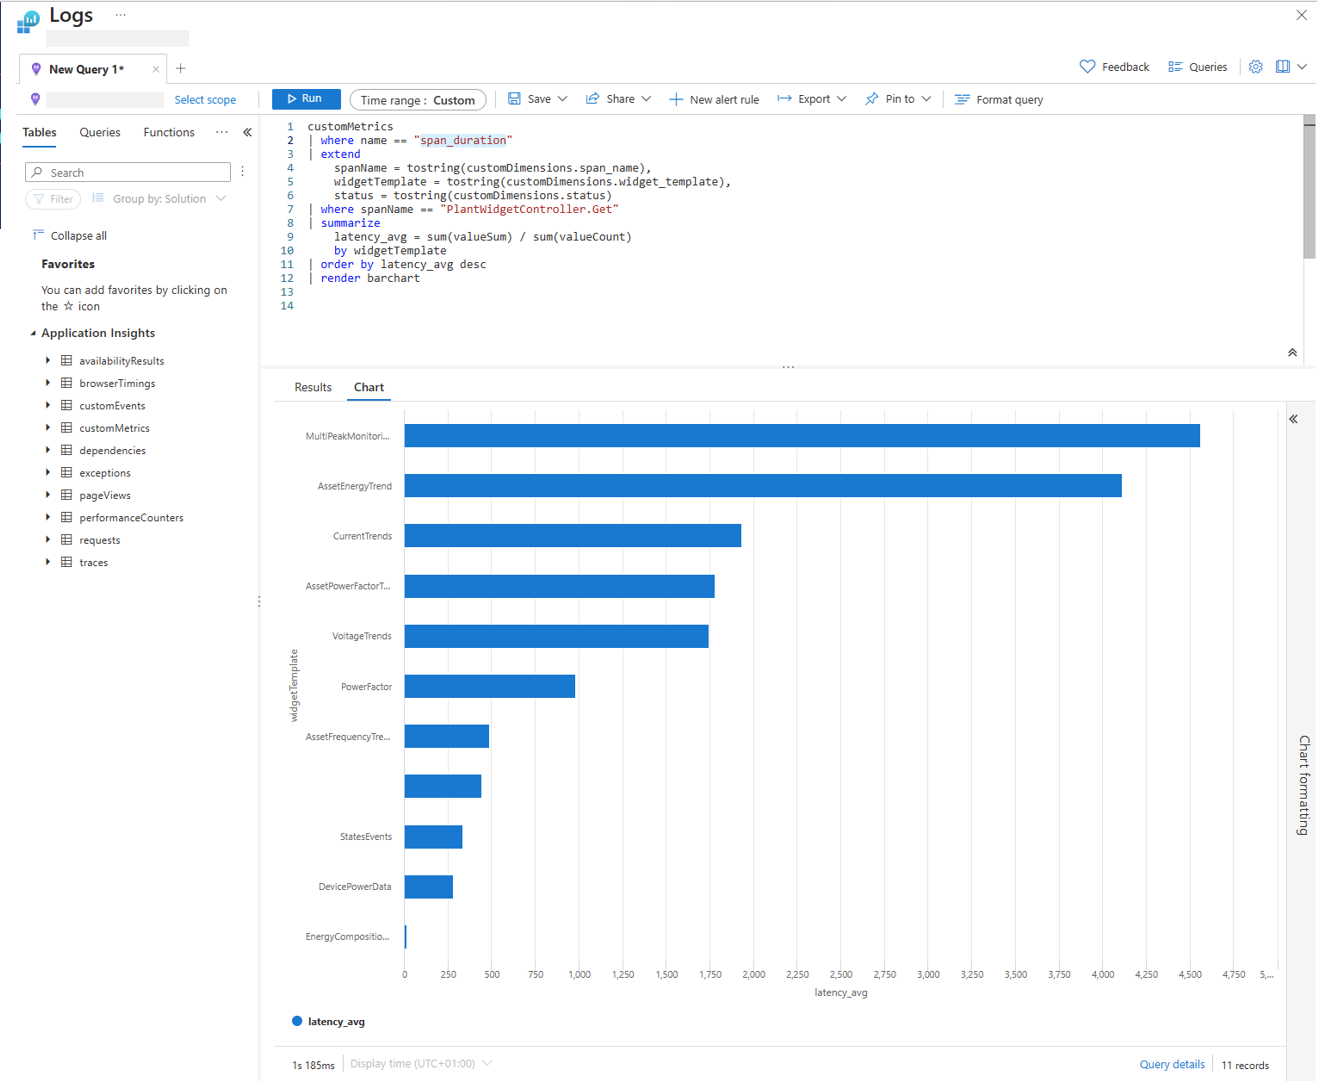 Logs ...
New Query 1*
Feedback
Queries
Select scope
Run
Time range : Custom
Save
Share
New alert rule
Export
Pin to
Format query
Tables
Queries
Functions
...
Search
Filter
Group by: Solution
Collapse all
Favorites
You can add favorites by clicking on
the ☆ icon
Application Insights
availabilityResults
browserTimings
customEvents
customMetrics
dependencies
exceptions
pageViews
performanceCounters
requests
traces
1 customMetrics
2 | where name == "span_duration"
3 | extend
4 spanName = tostring(customDimensions.span_name),
5 widgetTemplate = tostring(customDimensions.widget_template),
6 status = tostring(customDimensions.status)
7 | where spanName == "PlantWidgetController.Get"
8 | summarize
9 latency_avg = sum(valueSum) / sum(valueCount)
10 by widgetTemplate
11 | order by latency_avg desc
12 | render barchart
13
14
Results
Chart
MultiPeakMonitori...
AssetEnergyTrend
CurrentTrends
AssetPowerFactorT...
VoltageTrends
PowerFactor
AssetFrequencyTre...
StatesEvents
DevicePowerData
EnergyCompositio...
widgetTemplate
0 250 500 750 1,000 1,250 1,500 1,750 2,000 2,250 2,500 2,750 3,000 3,250 3,500 3,750 4,000 4,250 4,500 4,750 5,...
latency_avg
latency_avg
Chart formatting
1s 185ms
Display time (UTC+01:00)
Query details
11 records